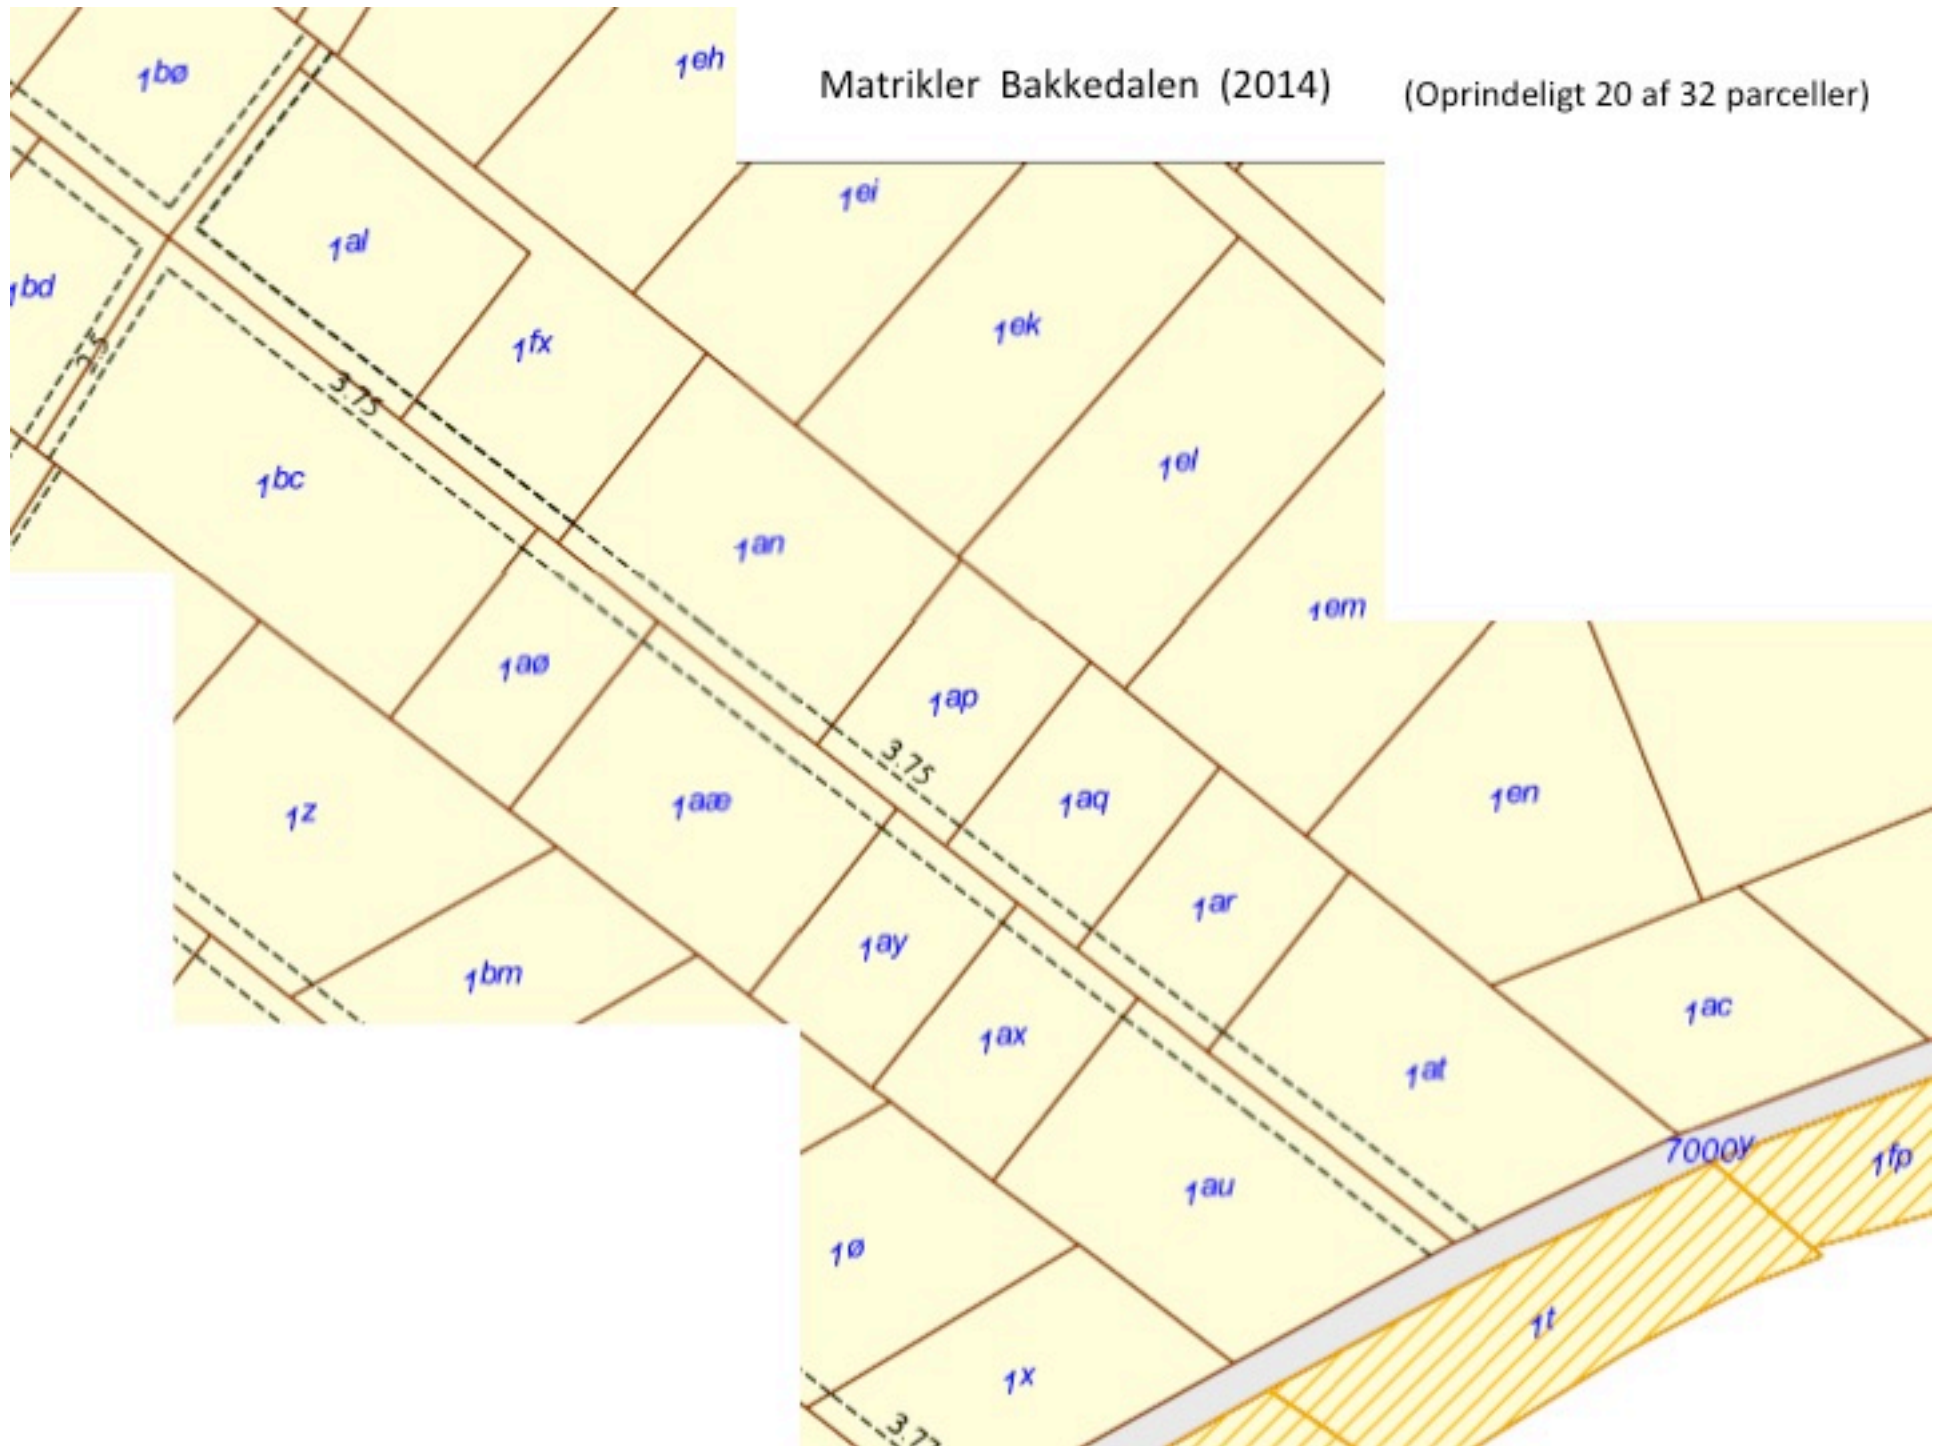 Matrikler Bakkedalen (2014) (Oprindeligt 20 af 32 parceller)
1bø
1eh
1ei
1al
1bd
1fx
1ek
3.75
1bc
1an
1el
1em
1aø
1ap
3.75
1z
1aæ
1aq
1en
1ay
1ar
1bm
1ax
1ac
1at
7000y
1fp
1au
1ø
1t
1x